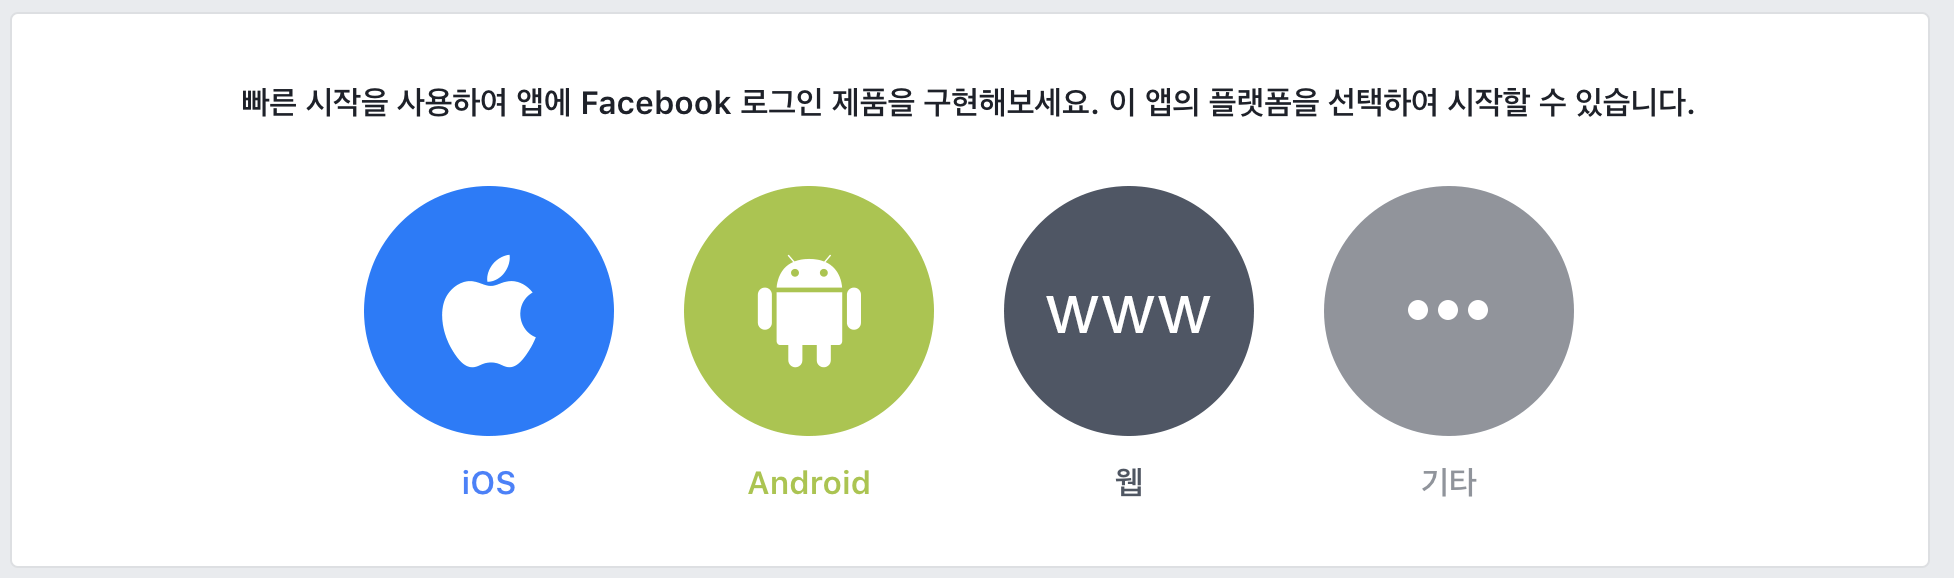 빠른 시작을 사용하여 앱에 Facebook 로그인 제품을 구현해보세요. 이 앱의 플랫폼을 선택하여 시작할 수 있습니다.
www
iOS
Android
웹
기타